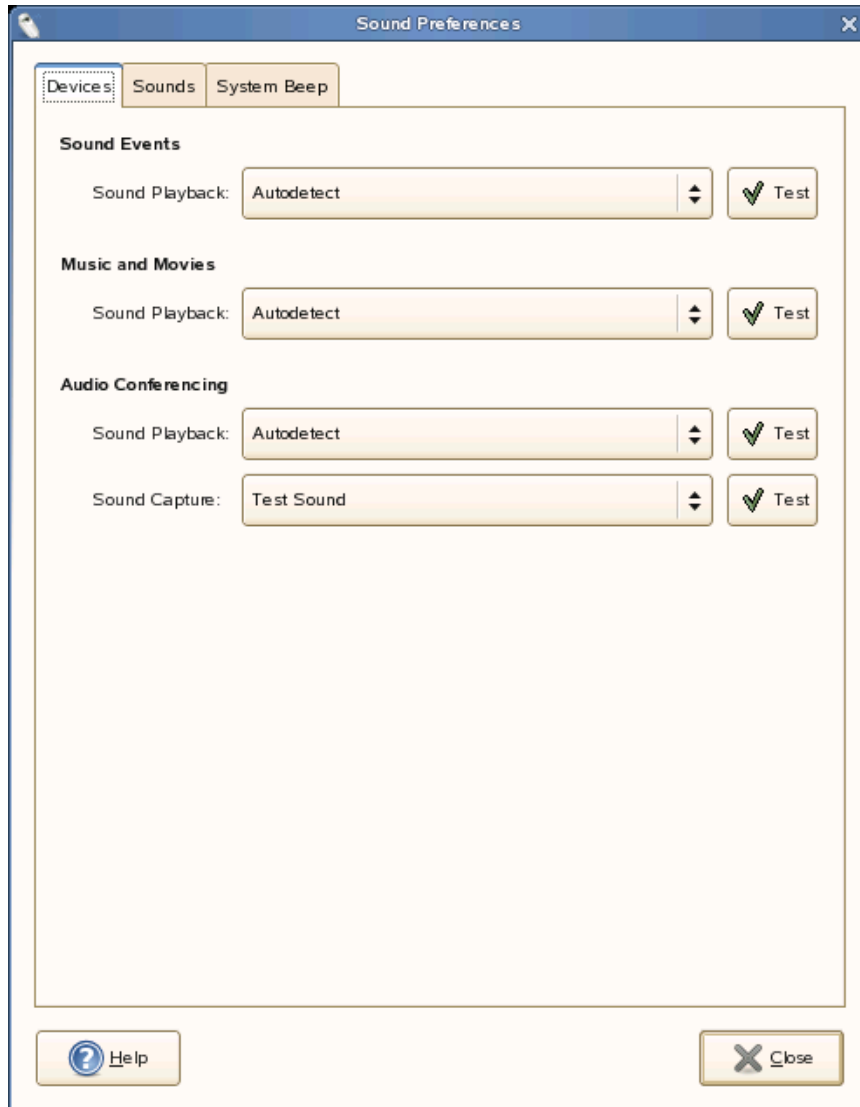 Sound Preferences
Devices Sounds System Beep
Sound Events
Sound Playback: Autodetect Test
Music and Movies
Sound Playback: Autodetect Test
Audio Conferencing
Sound Playback: Autodetect Test
Sound Capture: Test Sound Test
Help Close